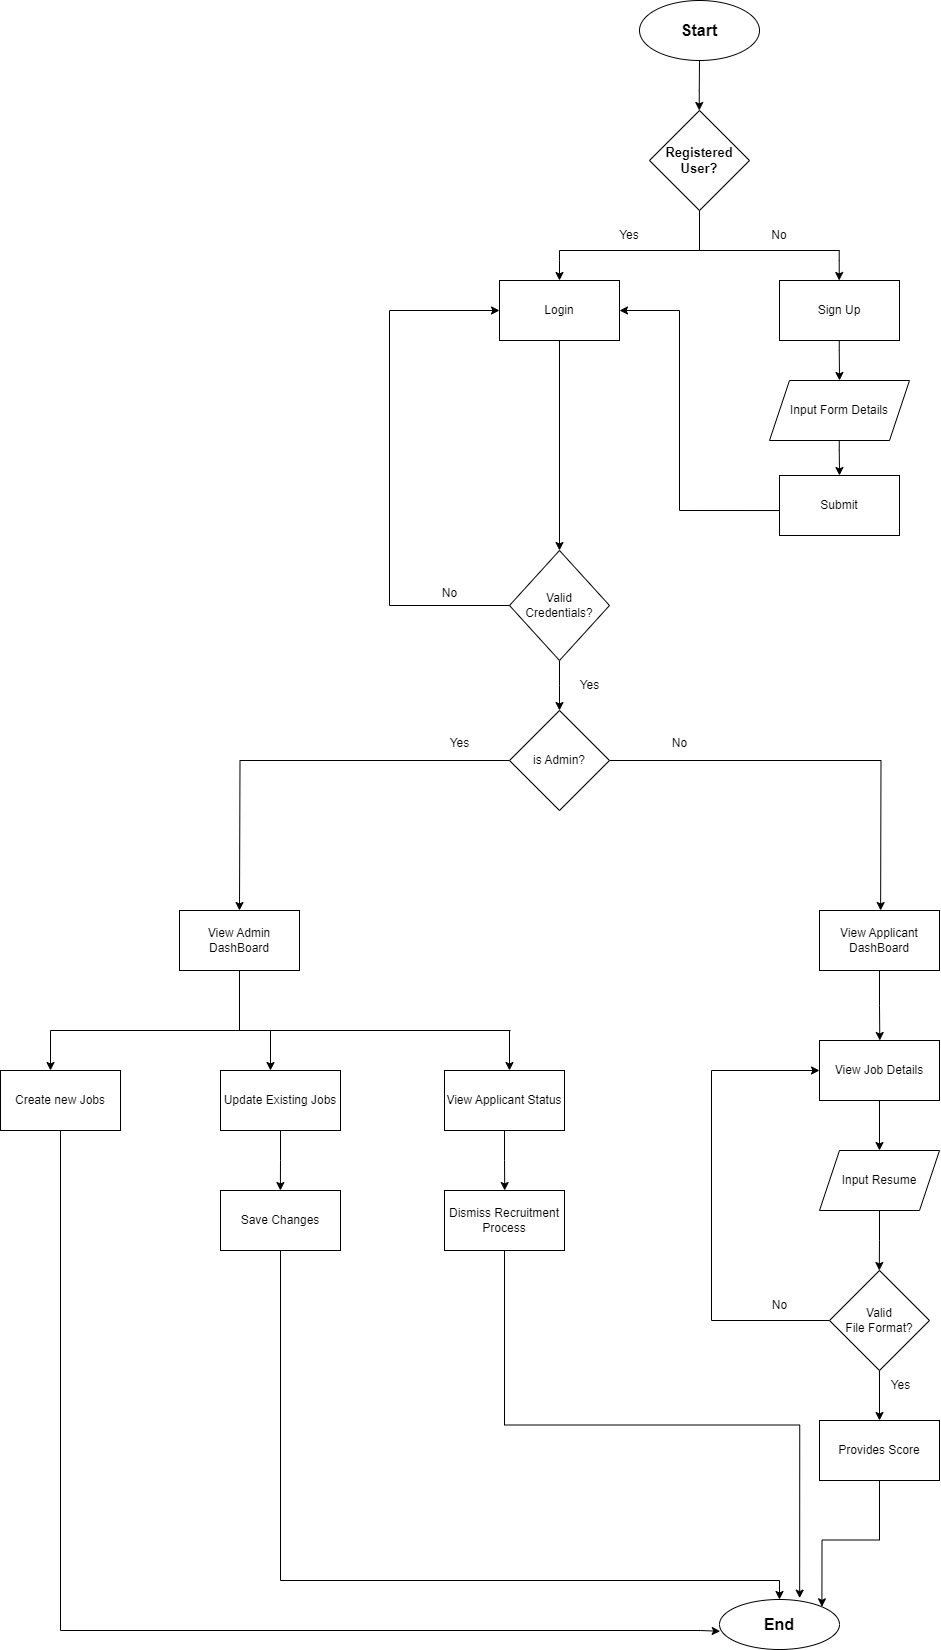 Start
Registered
User?
Yes
No
Login
Sign Up
Input Form Details
Submit
No
Valid
Credentials?
Yes
Yes
is Admin?
No
View Admin
DashBoard
View Applicant
DashBoard
View Job Details
Create new Jobs
Update Existing Jobs
View Applicant Status
Input Resume
Save Changes
Dismiss Recruitment
Process
No
Valid
File Format?
Yes
Provides Score
End